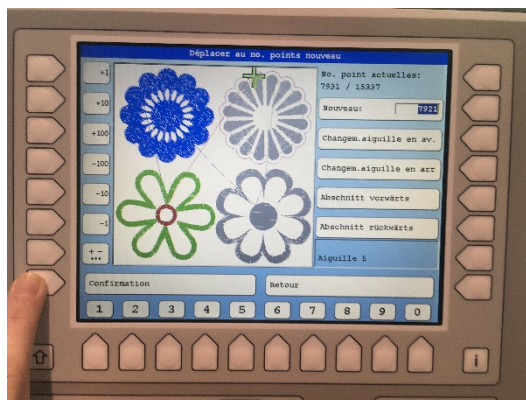 Déplacer au no. points nouveau
+1
+10
+100
-100
-10
-1
+ -
...
No. point actuelles:
7931 / 15337
Nouveau: 7921
Changem.aiguille en av.
Changem.aiguille en arr
Abschnitt vorwärts
Abschnitt rückwärts
Aiguille 5
Confirmation
Retour
1 2 3 4 5 6 7 8 9 0
i